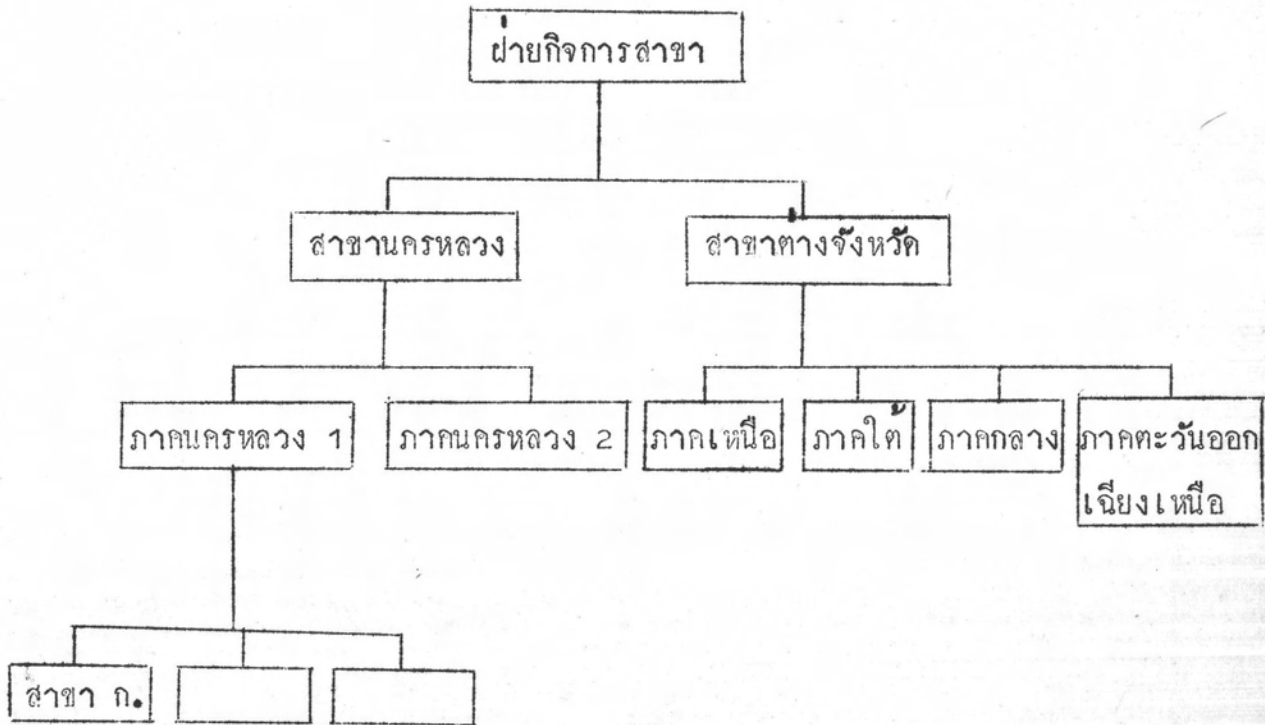 ฝ่ายกิจการสาขา
สาขานครหลวง
สาขาต่างจังหวัด
ภาคนครหลวง 1
ภาคนครหลวง 2
ภาคเหนือ
ภาคใต้
ภาคกลาง
ภาคตะวันออก
เฉียงเหนือ
สาขา ก.